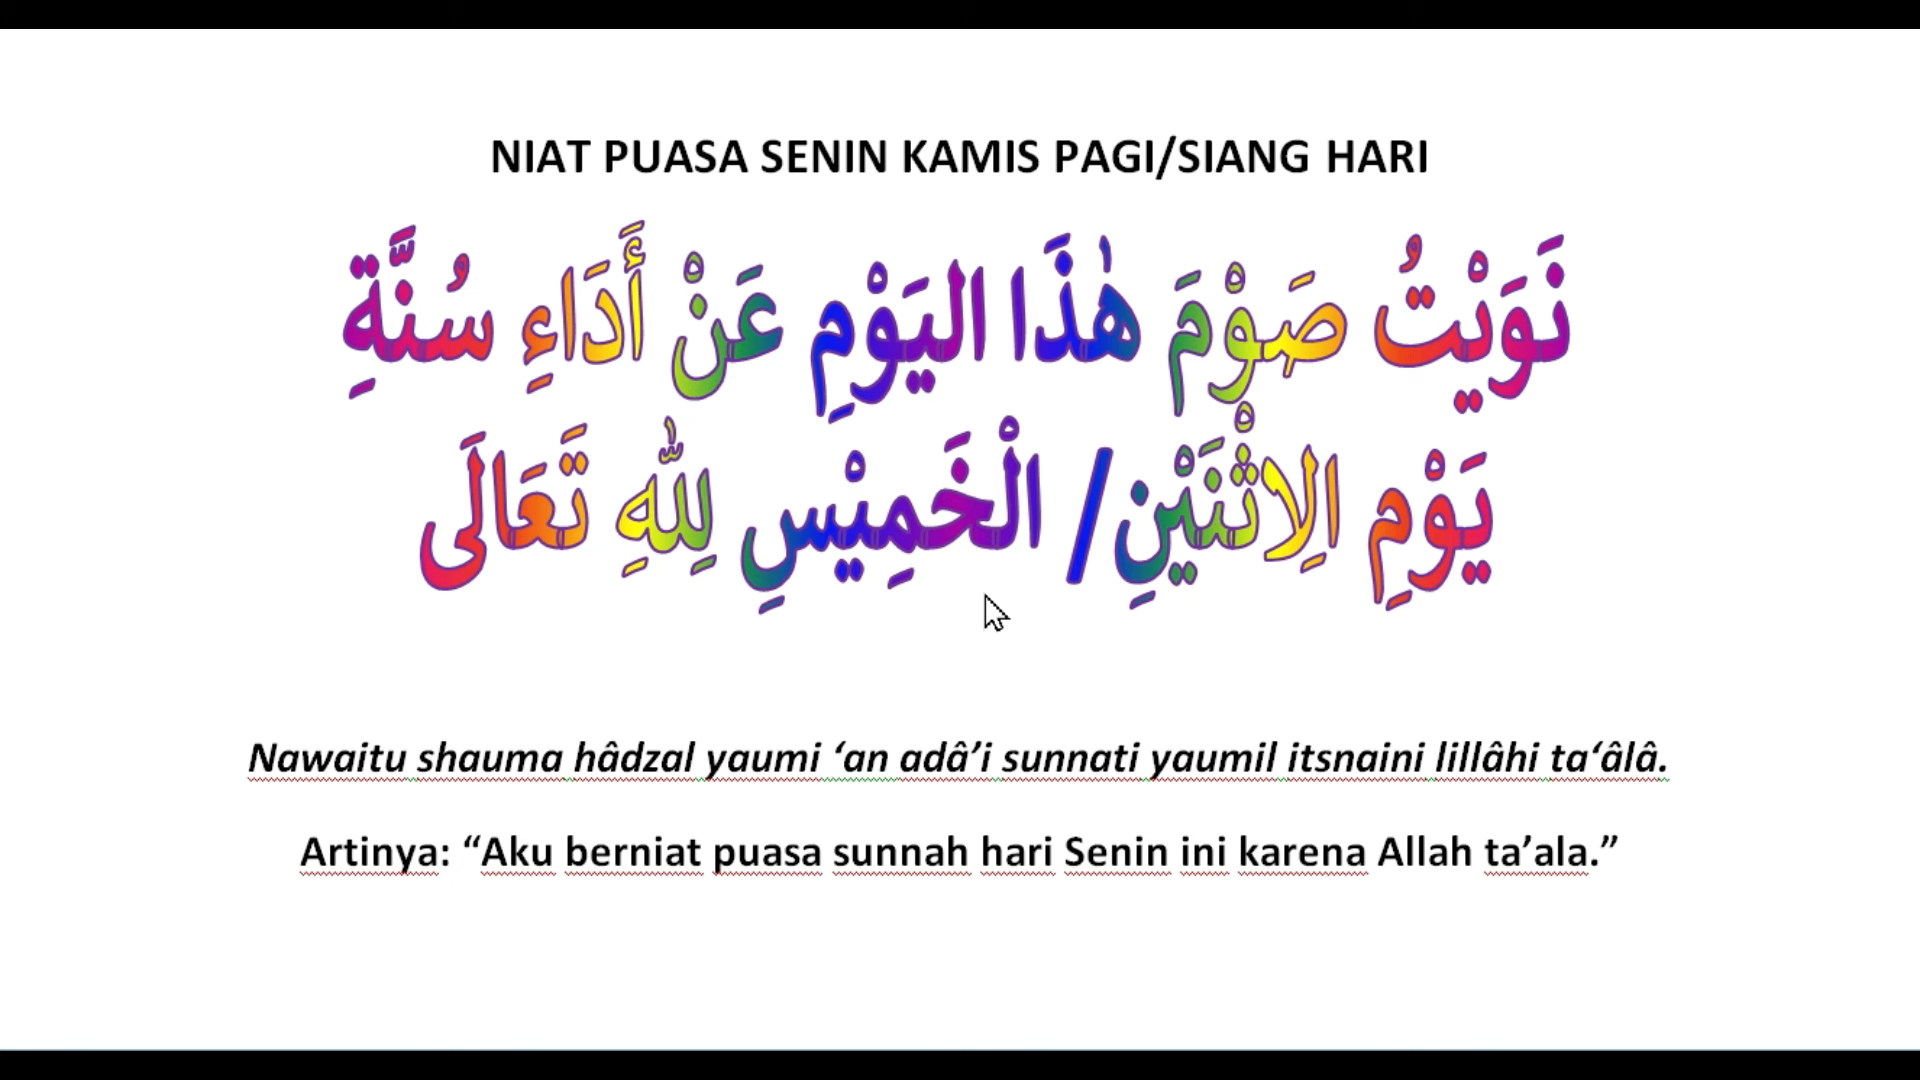 NIAT PUASA SENIN KAMIS PAGI/SIANG HARI
نَوَيْتُ صَوْمَ هٰذَا اليَوْمِ عَنْ أَدَاءِ سُنَّةِ
يَوْمِ الِاثْنَيْنِ/ الْخَمِيْسِ لِلّٰهِ تَعَالَى
Nawaitu shauma hâdzal yaumi ‘an adâ’i sunnati yaumil itsnaini lillâhi ta‘âlâ.
Artinya: “Aku berniat puasa sunnah hari Senin ini karena Allah ta’ala.”